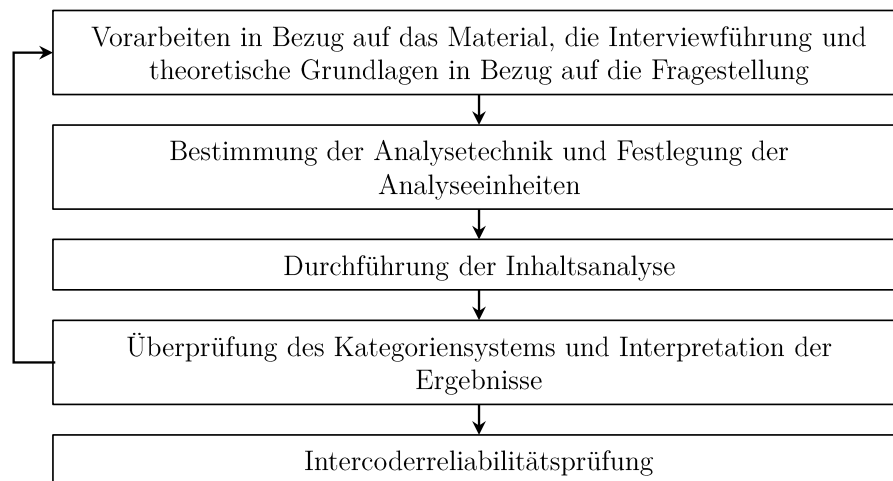 Vorarbeiten in Bezug auf das Material, die Interviewführung und
theoretische Grundlagen in Bezug auf die Fragestellung
Bestimmung der Analysetechnik und Festlegung der
Analyseeinheiten
Durchführung der Inhaltsanalyse
Überprüfung des Kategoriensystems und Interpretation der
Ergebnisse
Intercoderreliabilitätsprüfung